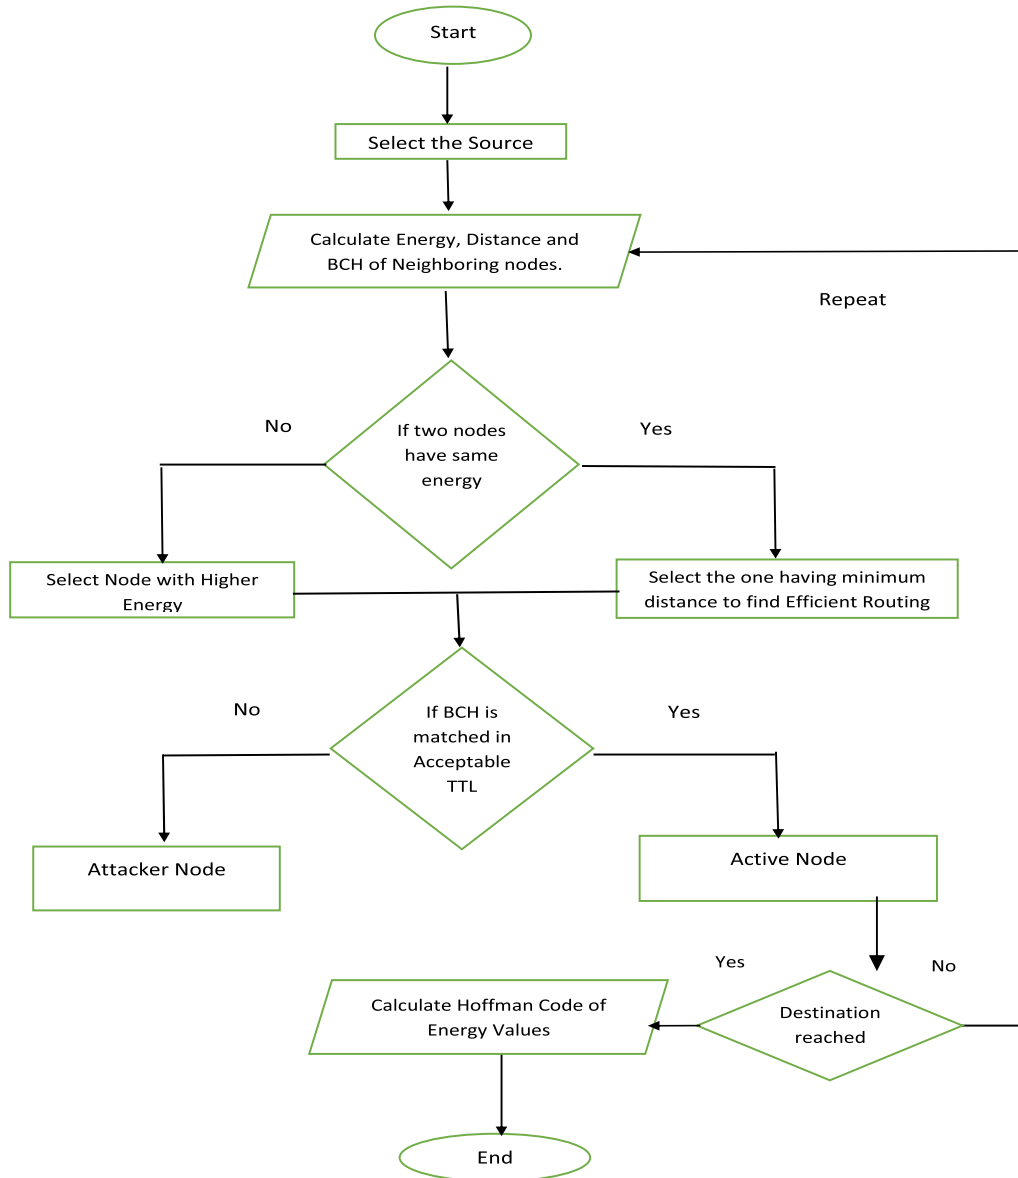 Start
Select the Source
Calculate Energy, Distance and
BCH of Neighboring nodes.
Repeat
No
Yes
If two nodes
have same
energy
Select Node with Higher
Energy
Select the one having minimum
distance to find Efficient Routing
No
Yes
If BCH is
matched in
Acceptable
TTL
Attacker Node
Active Node
Yes
No
Calculate Hoffman Code of
Energy Values
Destination
reached
End